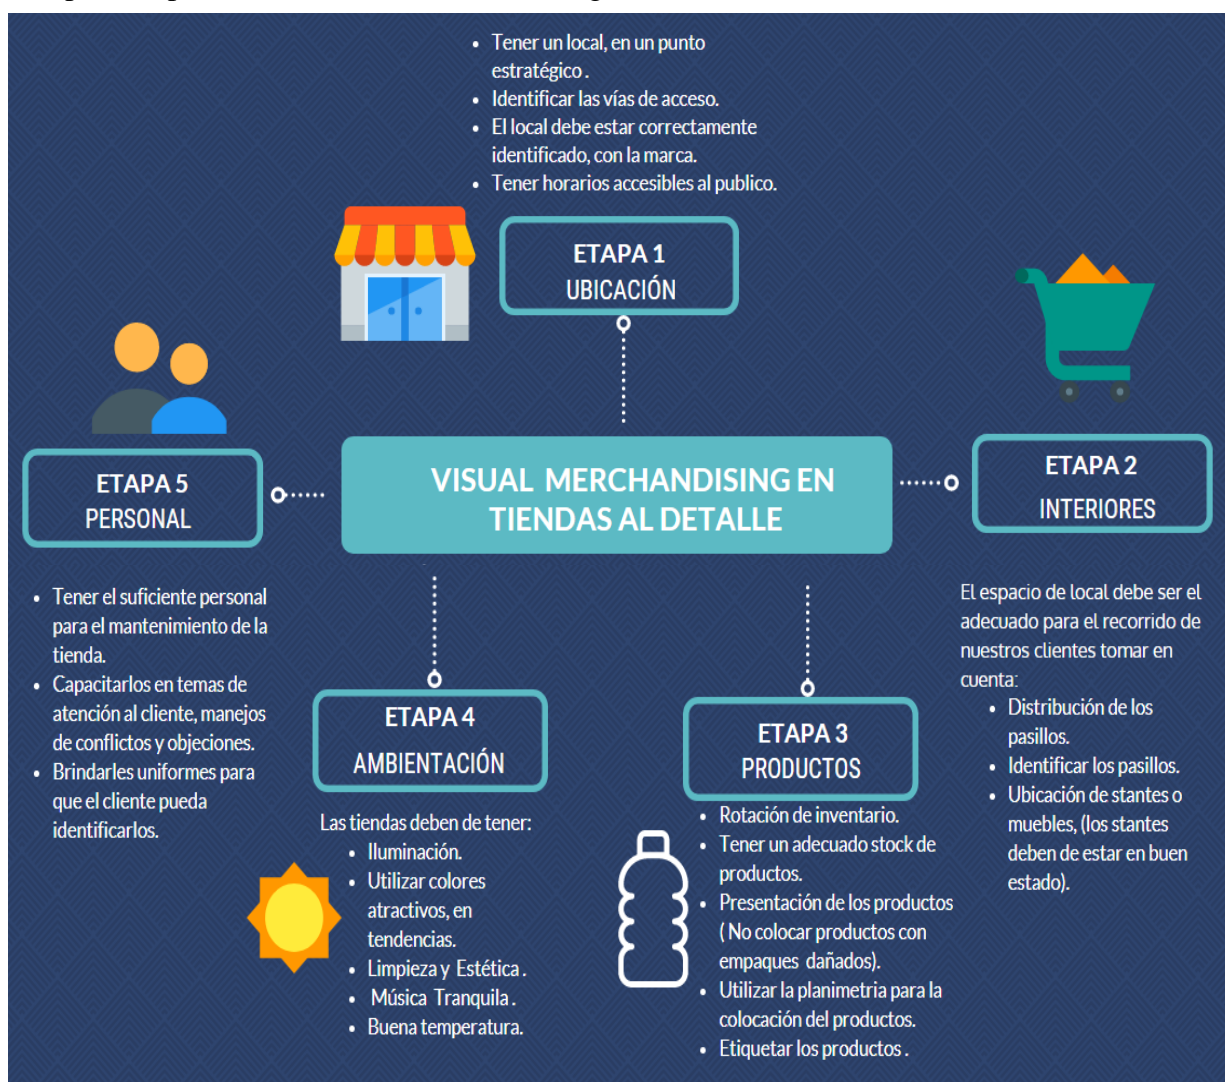 • Tener un local, en un punto
estratégico .
• Identificar las vías de acceso.
• El local debe estar correctamente
identificado, con la marca.
• Tener horarios accesibles al publico.
ETAPA 1
UBICACIÓN
VISUAL MERCHANDISING EN
TIENDAS AL DETALLE
ETAPA 2
INTERIORES
El espacio de local debe ser el
adecuado para el recorrido de
nuestros clientes tomar en
cuenta:
• Distribución de los
pasillos.
• Identificar los pasillos.
• Ubicación de stantes o
muebles, (los stantes
deben de estar en buen
estado).
ETAPA 3
PRODUCTOS
• Rotación de inventario.
• Tener un adecuado stock de
productos.
• Presentación de los productos
( No colocar productos con
empaques dañados).
• Utilizar la planimetria para la
colocación del productos.
• Etiquetar los productos .
ETAPA 4
AMBIENTACIÓN
Las tiendas deben de tener:
• Iluminación.
• Utilizar colores
atractivos, en
tendencias.
• Limpieza y Estética .
• Música Tranquila .
• Buena temperatura.
ETAPA 5
PERSONAL
• Tener el suficiente personal
para el mantenimiento de la
tienda.
• Capacitarlos en temas de
atención al cliente, manejos
de conflictos y objeciones.
• Brindarles uniformes para
que el cliente pueda
identificarlos.